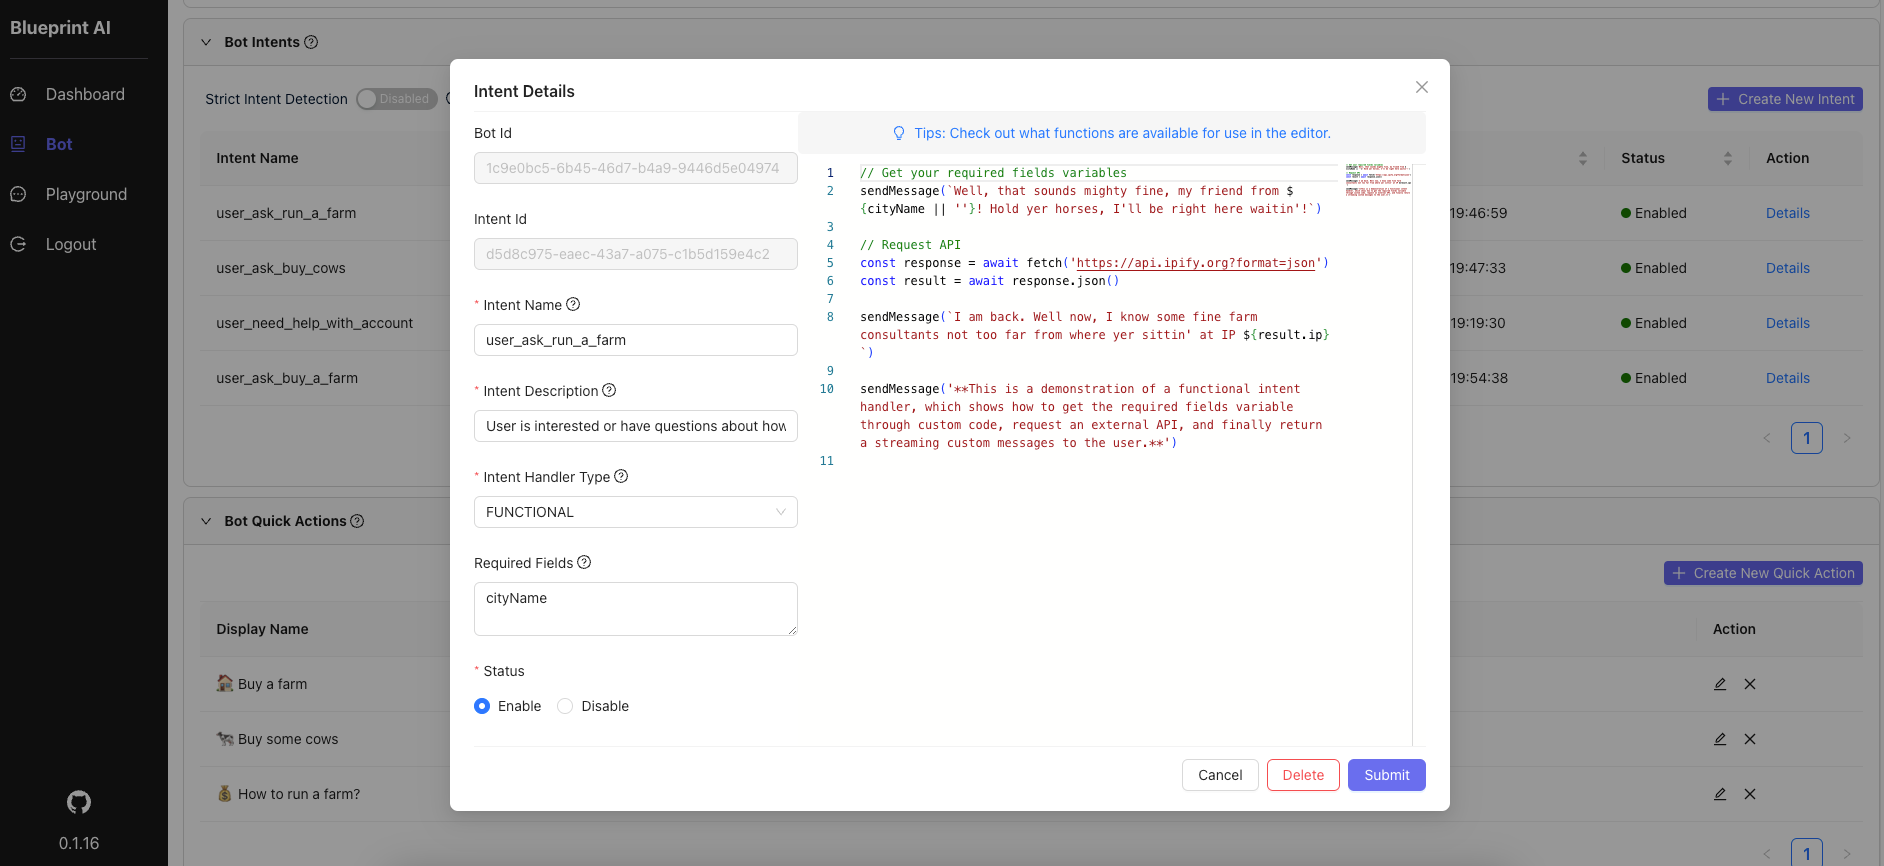 Blueprint AI
Dashboard
Bot
Playground
Logout
0.1.16
Bot Intents
Strict Intent Detection Disabled
Create New Intent
Intent Name Status Action
user_ask_run_a_farm 19:46:59 Enabled Details
user_ask_buy_cows 19:47:33 Enabled Details
user_need_help_with_account 19:19:30 Enabled Details
user_ask_buy_a_farm 19:54:38 Enabled Details
1
Bot Quick Actions
Create New Quick Action
Display Name Action
Buy a farm
Buy some cows
How to run a farm?
1
Intent Details
Bot Id
1c9e0bc5-6b45-46d7-b4a9-9446d5e04974
Intent Id
d5d8c975-eaec-43a7-a075-c1b5d159e4c2
* Intent Name
user_ask_run_a_farm
* Intent Description
User is interested or have questions about how
* Intent Handler Type
FUNCTIONAL
Required Fields
cityName
* Status
Enable Disable
Tips: Check out what functions are available for use in the editor.
1 // Get your required fields variables
2 sendMessage(`Well, that sounds mighty fine, my friend from $
{cityName || ''}! Hold yer horses, I'll be right here waitin'!`)
3
4 // Request API
5 const response = await fetch('https://api.ipify.org?format=json')
6 const result = await response.json()
7
8 sendMessage(`I am back. Well now, I know some fine farm
consultants not too far from where yer sittin' at IP ${result.ip}
`)
9
10 sendMessage('**This is a demonstration of a functional intent
handler, which shows how to get the required fields variable
through custom code, request an external API, and finally return
a streaming custom messages to the user.**')
11
Cancel Delete Submit